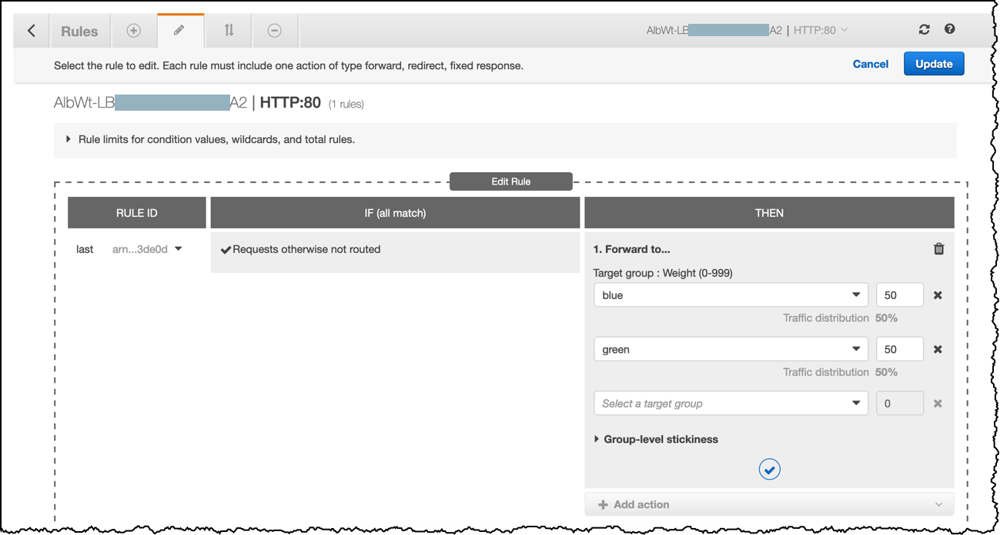 Rules
AlbWt-LB A2 | HTTP:80
Select the rule to edit. Each rule must include one action of type forward, redirect, fixed response.
Cancel
Update
AlbWt-LB A2 | HTTP:80 (1 rules)
Rule limits for condition values, wildcards, and total rules.
Edit Rule
RULE ID
IF (all match)
THEN
last arn...3de0d
Requests otherwise not routed
1. Forward to...
Target group : Weight (0-999)
blue 50
Traffic distribution 50%
green 50
Traffic distribution 50%
Select a target group 0
Group-level stickiness
Add action